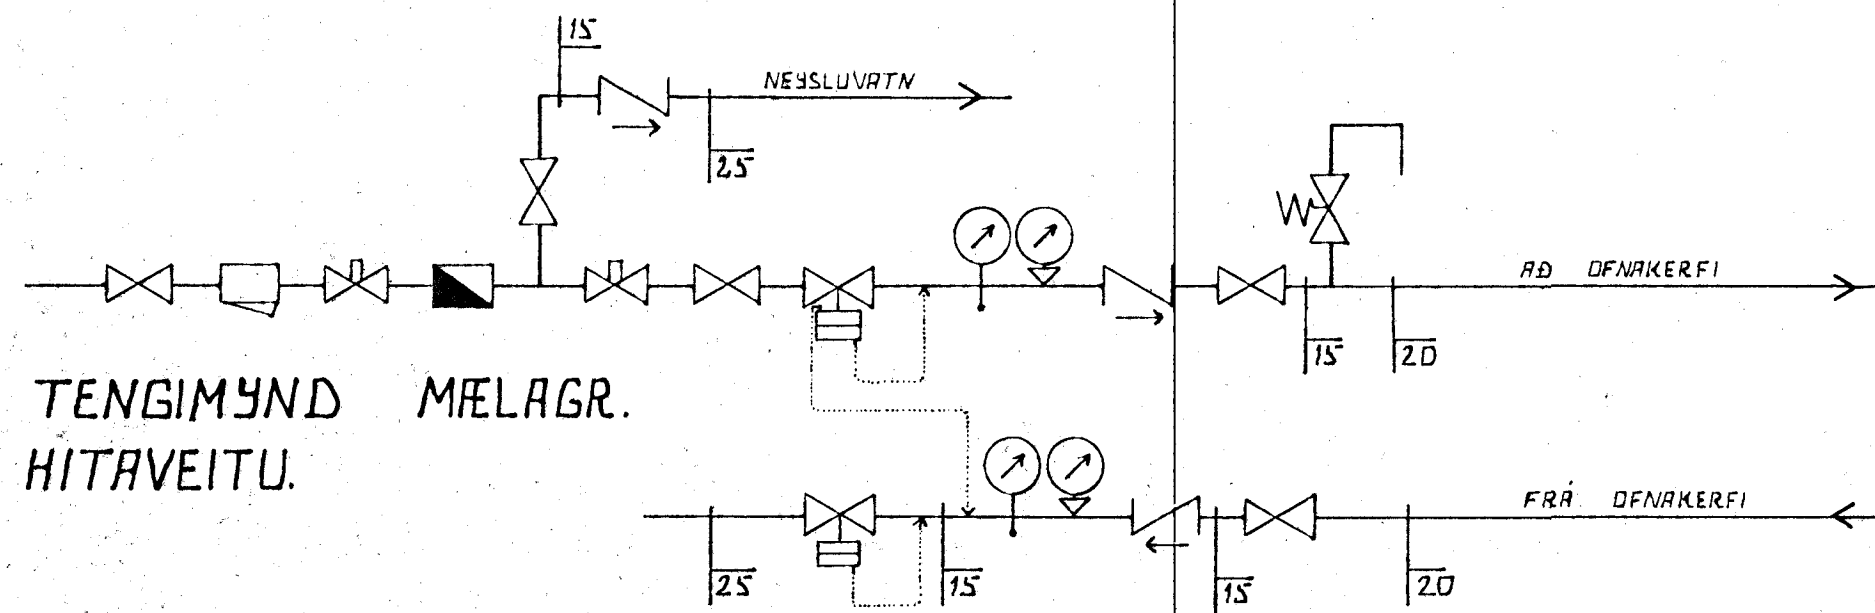 15
NEYSLUVATN
25
AÐ OFNAKERFI
15
20
TENGIMYND MÆLAGR.
HITAVEITU.
FRÁ OFNAKERFI
25
15
15
20